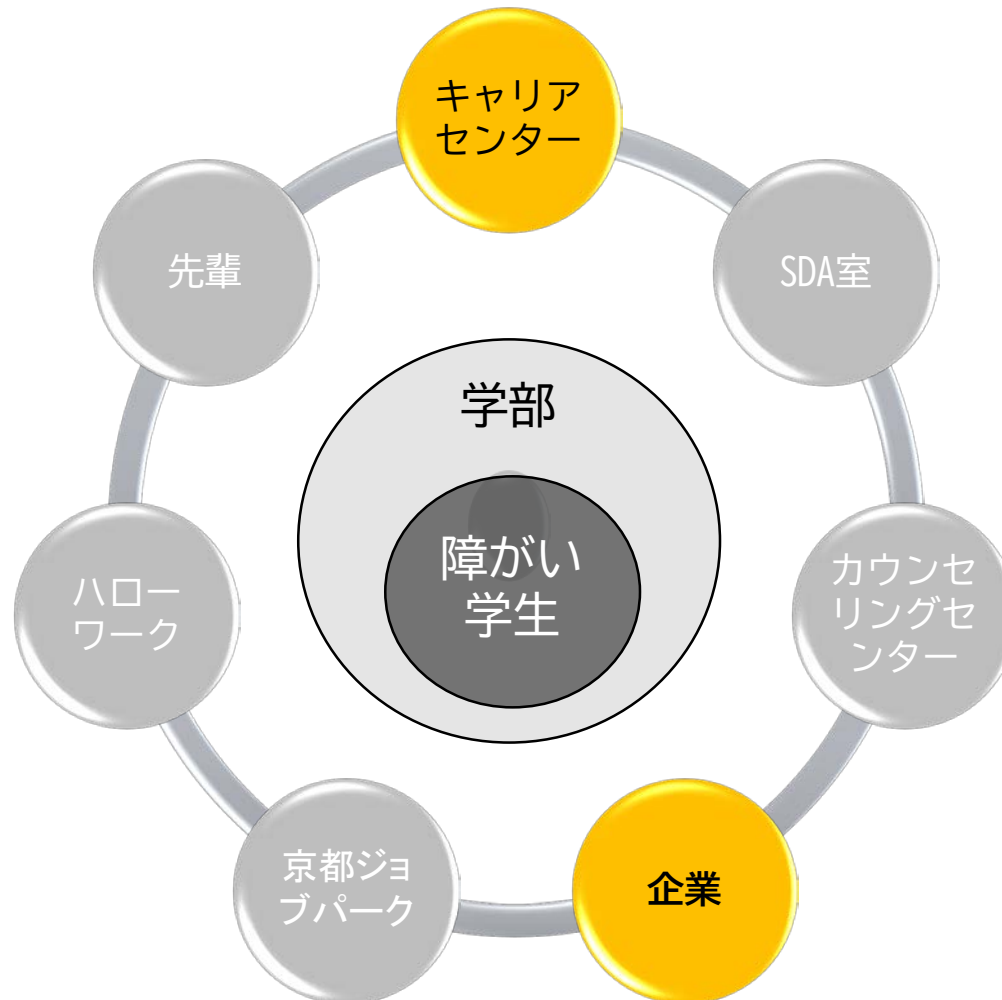 キャリア
センター
先輩
SDA室
学部
障がい
学生
ハロー
ワーク
カウンセ
リングセ
ンター
京都ジョ
ブパーク
企業